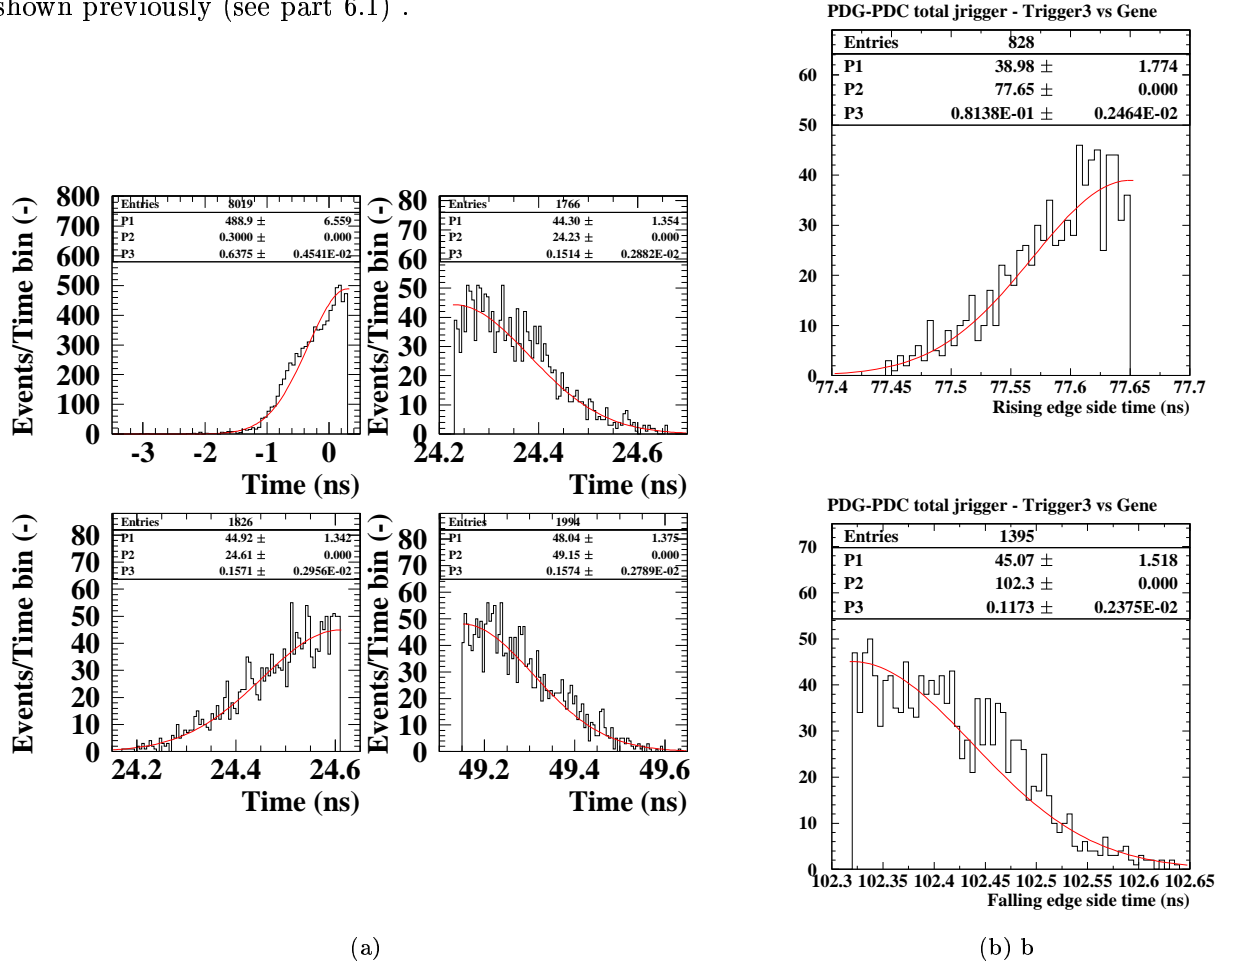 shown previously (see part 6.1) .
Events/Time bin (-)
800
700
600
500
400
300
200
100
0
Entries 8019
P1 488.9 ± 6.559
P2 0.3000 ± 0.000
P3 0.6375 ± 0.4541E-02
-3 -2 -1 0
Time (ns)
Events/Time bin (-)
80
70
60
50
40
30
20
10
0
Entries 1766
P1 44.30 ± 1.354
P2 24.23 ± 0.000
P3 0.1514 ± 0.2882E-02
24.2 24.4 24.6
Time (ns)
Events/Time bin (-)
80
70
60
50
40
30
20
10
0
Entries 1826
P1 44.92 ± 1.342
P2 24.61 ± 0.000
P3 0.1571 ± 0.2956E-02
24.2 24.4 24.6
Time (ns)
Events/Time bin (-)
80
70
60
50
40
30
20
10
0
Entries 1994
P1 48.04 ± 1.375
P2 49.15 ± 0.000
P3 0.1574 ± 0.2789E-02
49.2 49.4 49.6
Time (ns)
(a)
PDG-PDC total jrigger - Trigger3 vs Gene
Entries 828
P1 38.98 ± 1.774
P2 77.65 ± 0.000
P3 0.8138E-01 ± 0.2464E-02
60
50
40
30
20
10
0
77.4 77.45 77.5 77.55 77.6 77.65 77.7
Rising edge side time (ns)
PDG-PDC total jrigger - Trigger3 vs Gene
Entries 1395
P1 45.07 ± 1.518
P2 102.3 ± 0.000
P3 0.1173 ± 0.2375E-02
70
60
50
40
30
20
10
0
102.3 102.35 102.4 102.45 102.5 102.55 102.6 102.65
Falling edge side time (ns)
(b) b